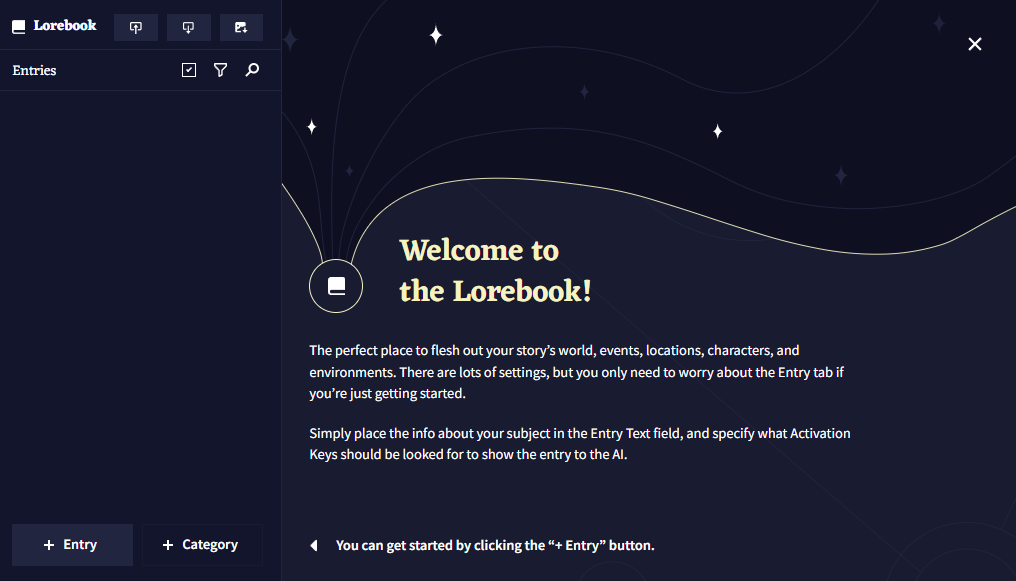 Lorebook
Entries
Welcome to
the Lorebook!
The perfect place to flesh out your story’s world, events, locations, characters, and
environments. There are lots of settings, but you only need to worry about the Entry tab if
you’re just getting started.
Simply place the info about your subject in the Entry Text field, and specify what Activation
Keys should be looked for to show the entry to the AI.
+ Entry
+ Category
You can get started by clicking the “+ Entry” button.